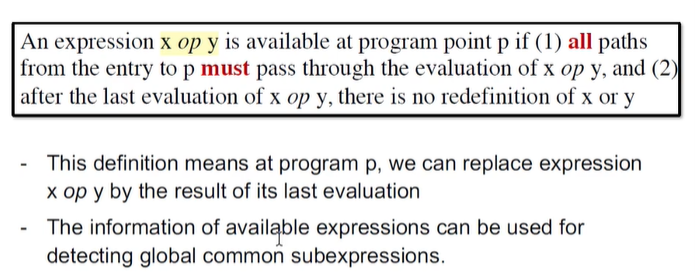 An expression x op y is available at program point p if (1) all paths
from the entry to p must pass through the evaluation of x op y, and (2)
after the last evaluation of x op y, there is no redefinition of x or y
- This definition means at program p, we can replace expression
x op y by the result of its last evaluation
- The information of available expressions can be used for
detecting global common subexpressions.